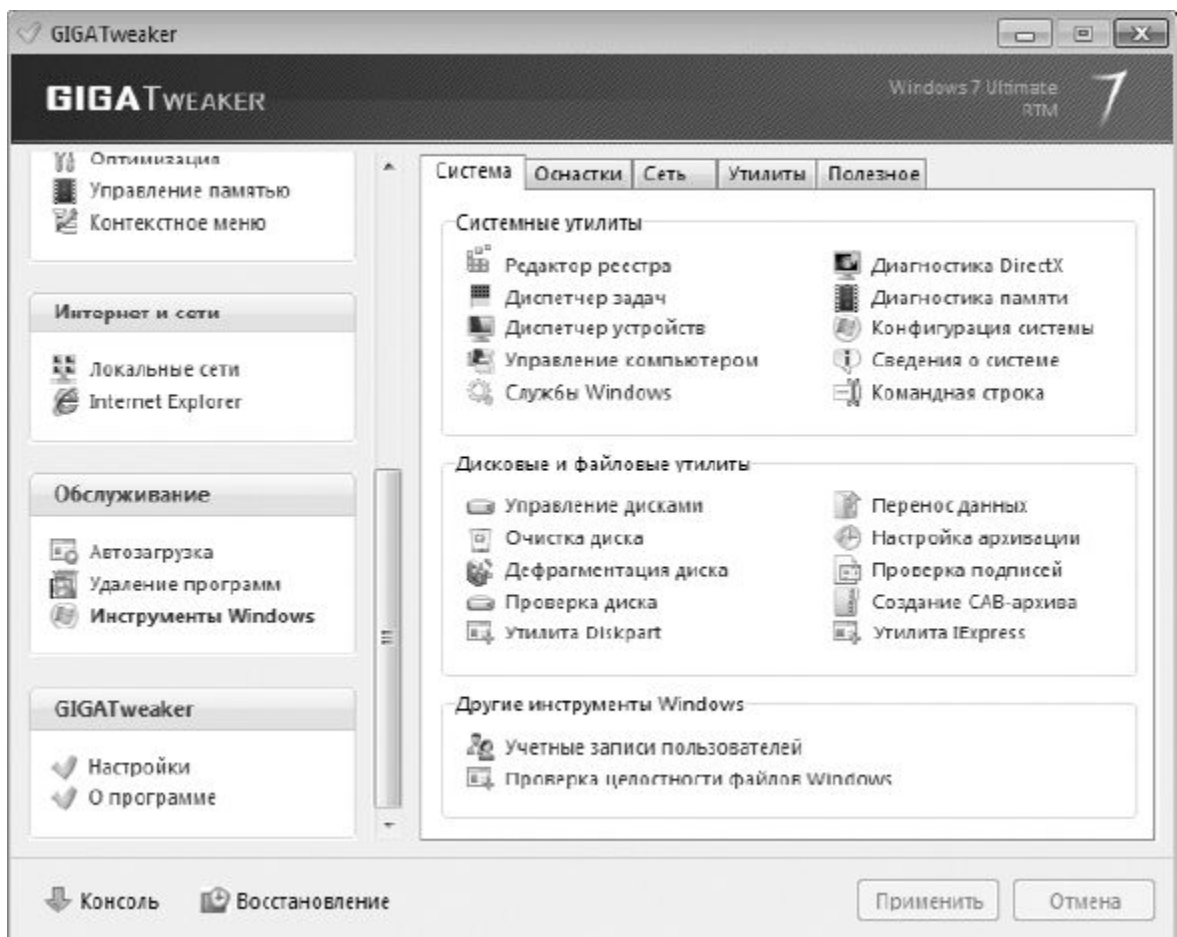 GIGATweaker
GIGATWEAKER
Windows 7 Ultimate
RTM
7
Оптимизация
Управление памятью
Контекстное меню
Интернет и сети
Локальные сети
Internet Explorer
Обслуживание
Автозагрузка
Удаление программ
Инструменты Windows
GIGATweaker
Настройки
О программе
Система Оснастки Сеть Утилиты Полезное
Системные утилиты
Редактор реестра
Диспетчер задач
Диспетчер устройств
Управление компьютером
Службы Windows
Диагностика DirectX
Диагностика памяти
Конфигурация системы
Сведения о системе
Командная строка
Дисковые и файловые утилиты
Управление дисками
Очистка диска
Дефрагментация диска
Проверка диска
Утилита Diskpart
Перенос данных
Настройка архивации
Проверка подписей
Создание CAB-архива
Утилита IExpress
Другие инструменты Windows
Учетные записи пользователей
Проверка целостности файлов Windows
Консоль
Восстановление
Применить
Отмена